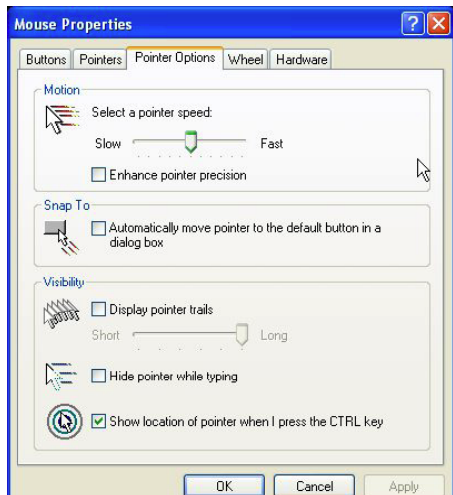 Mouse Properties
Buttons Pointers Pointer Options Wheel Hardware
Motion
Select a pointer speed:
Slow Fast
Enhance pointer precision
Snap To
Automatically move pointer to the default button in a
dialog box
Visibility
Display pointer trails
Short Long
Hide pointer while typing
Show location of pointer when I press the CTRL key
OK Cancel Apply